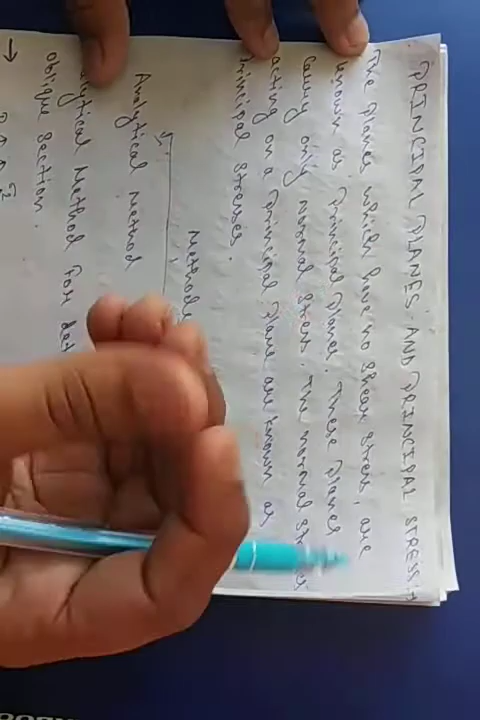 PRINCIPAL PLANES AND PRINCIPAL STRESS
The planes which have no shear stress, are
known as Principal Planes. These Planes
carry only normal stress. The normal stresses
acting on a Principal Plane are known as
Principal stresses.
Methods
Analytical Method
Analytical Method for
oblique section.